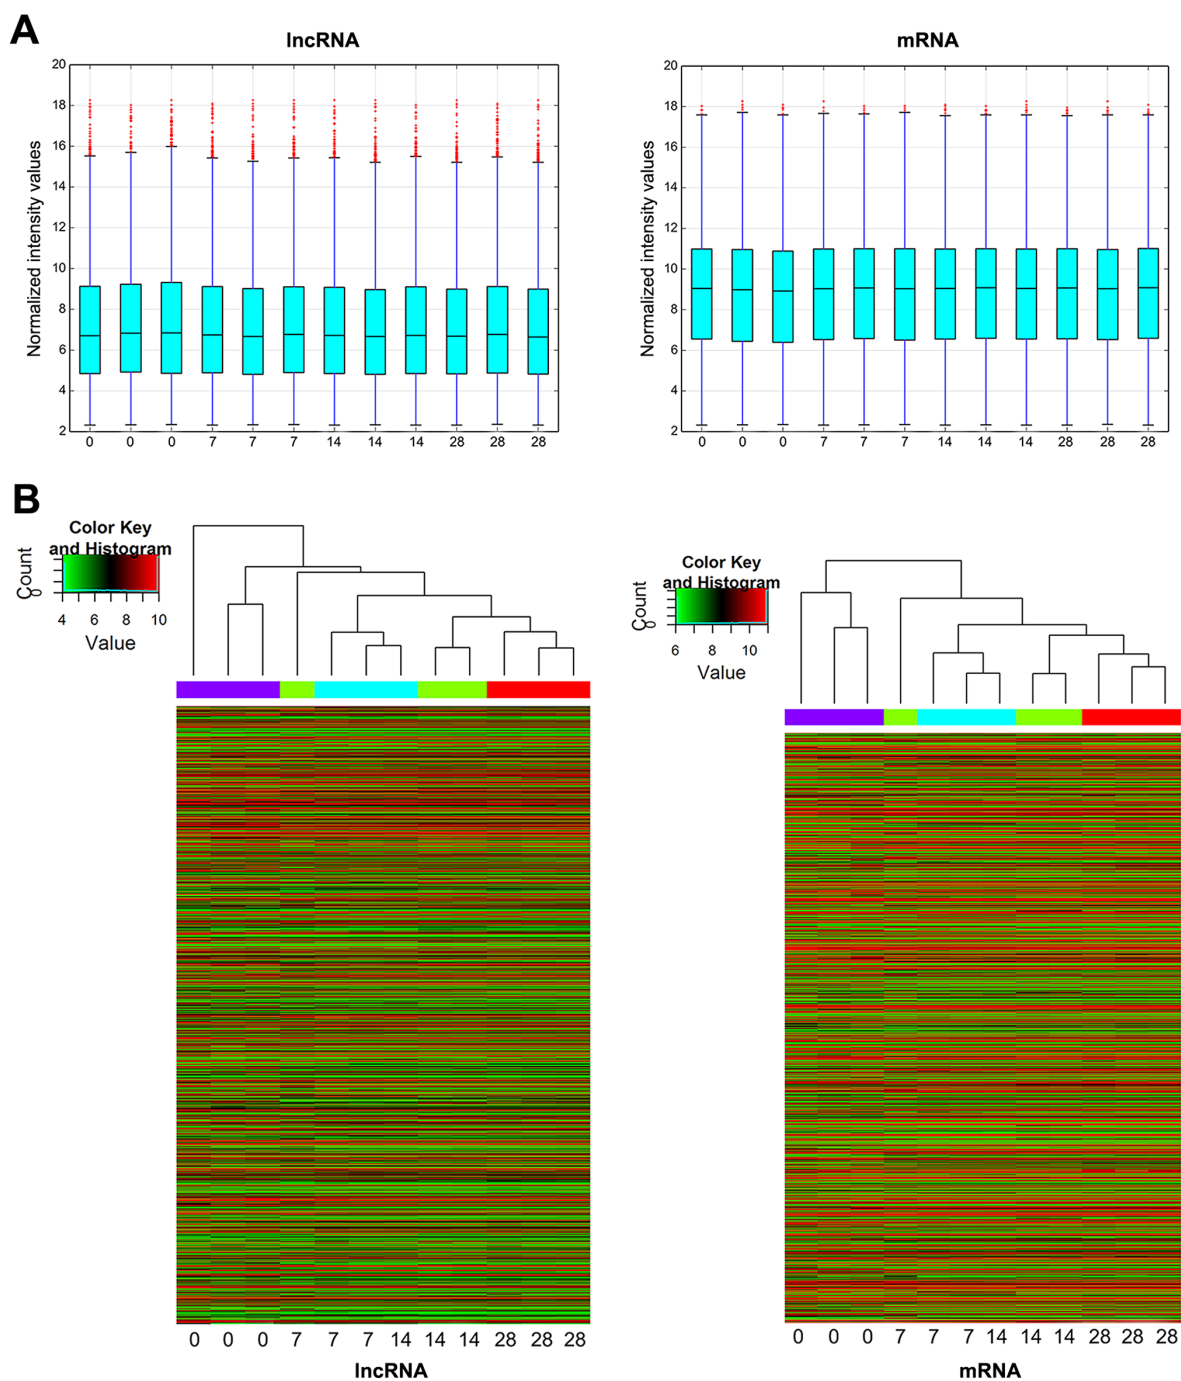 A
lncRNA
Normalized intensity values
20
18
16
14
12
10
8
6
4
2
0 0 0 7 7 7 14 14 14 28 28 28
mRNA
Normalized intensity values
20
18
16
14
12
10
8
6
4
2
0 0 0 7 7 7 14 14 14 28 28 28
B
Color Key
and Histogram
Count
0
4 6 8 10
Value
0 0 0 7 7 7 14 14 14 28 28 28
lncRNA
Color Key
and Histogram
Count
0
6 8 10
Value
0 0 0 7 7 7 14 14 14 28 28 28
mRNA